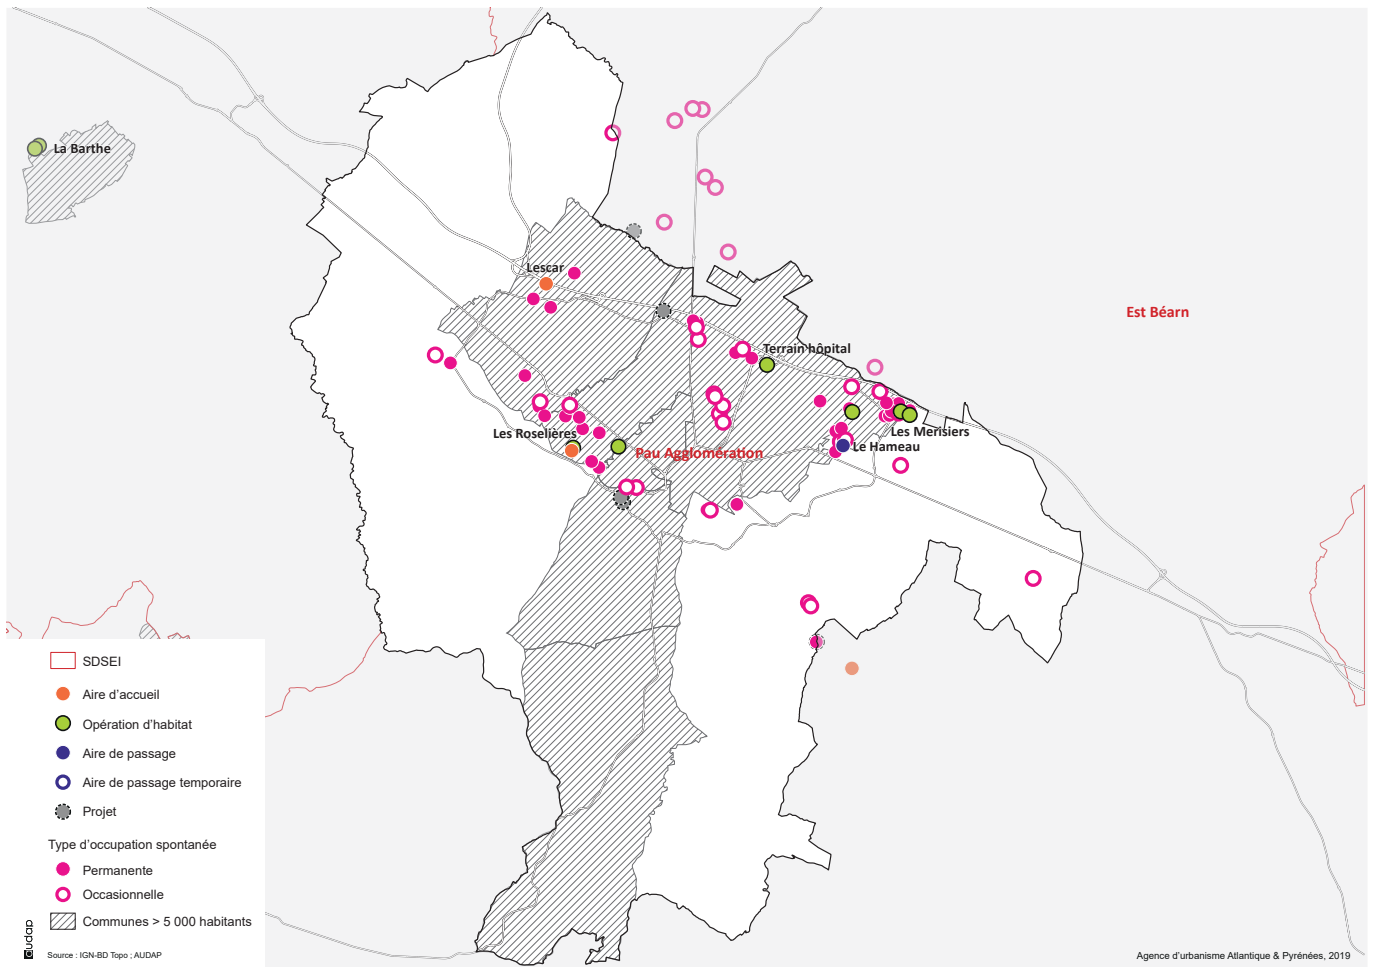 La Barthe
Lescar
Est Béarn
Terrain hôpital
Les Roselières
Les Merisiers
Le Hameau
Pau Agglomération
SDSEI
Aire d'accueil
Opération d'habitat
Aire de passage
Aire de passage temporaire
Projet
Type d'occupation spontanée
Permanente
Occasionnelle
Communes > 5 000 habitants
audap
Source : IGN-BD Topo ; AUDAP
Agence d'urbanisme Atlantique & Pyrénées, 2019